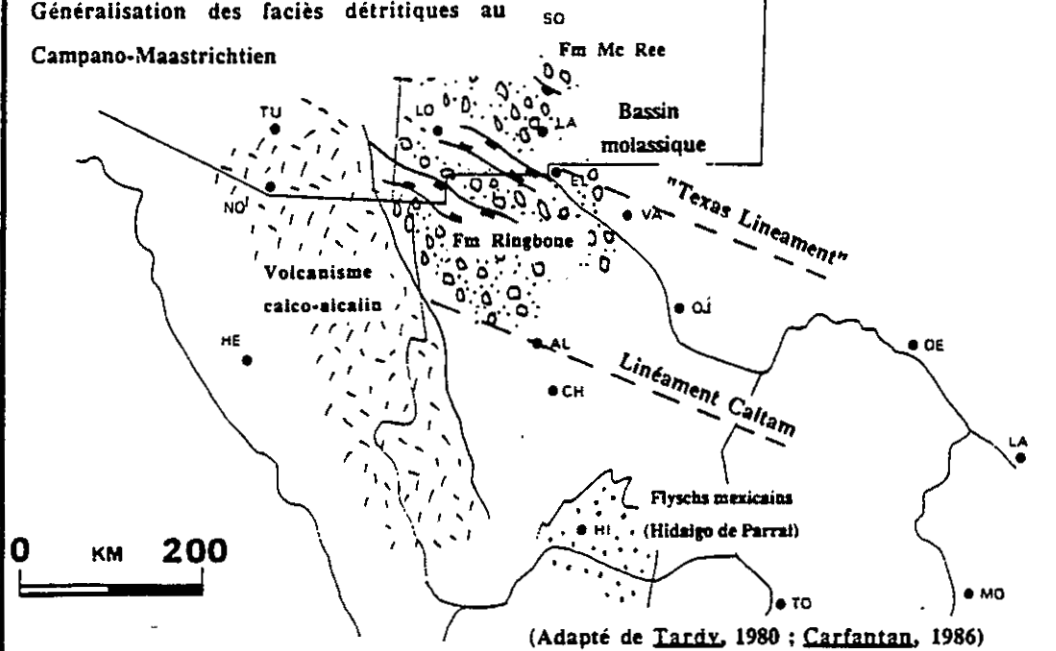 Généralisation des faciès détritiques au
Campano-Maastrichtien
SO
Fm Mc Ree
TU
LO
LA
Bassin
molassique
EL
NO
VA
"Texas Lineament"
Fm Ringbone
Volcanisme
calco-alcalin
OJ
HE
AL
OE
CH
Linéament Caltam
LA
Flyschs mexicains
HI
(Hidalgo de Parral)
0 KM 200
TO
MO
(Adapté de Tardy, 1980 ; Carfantan, 1986)